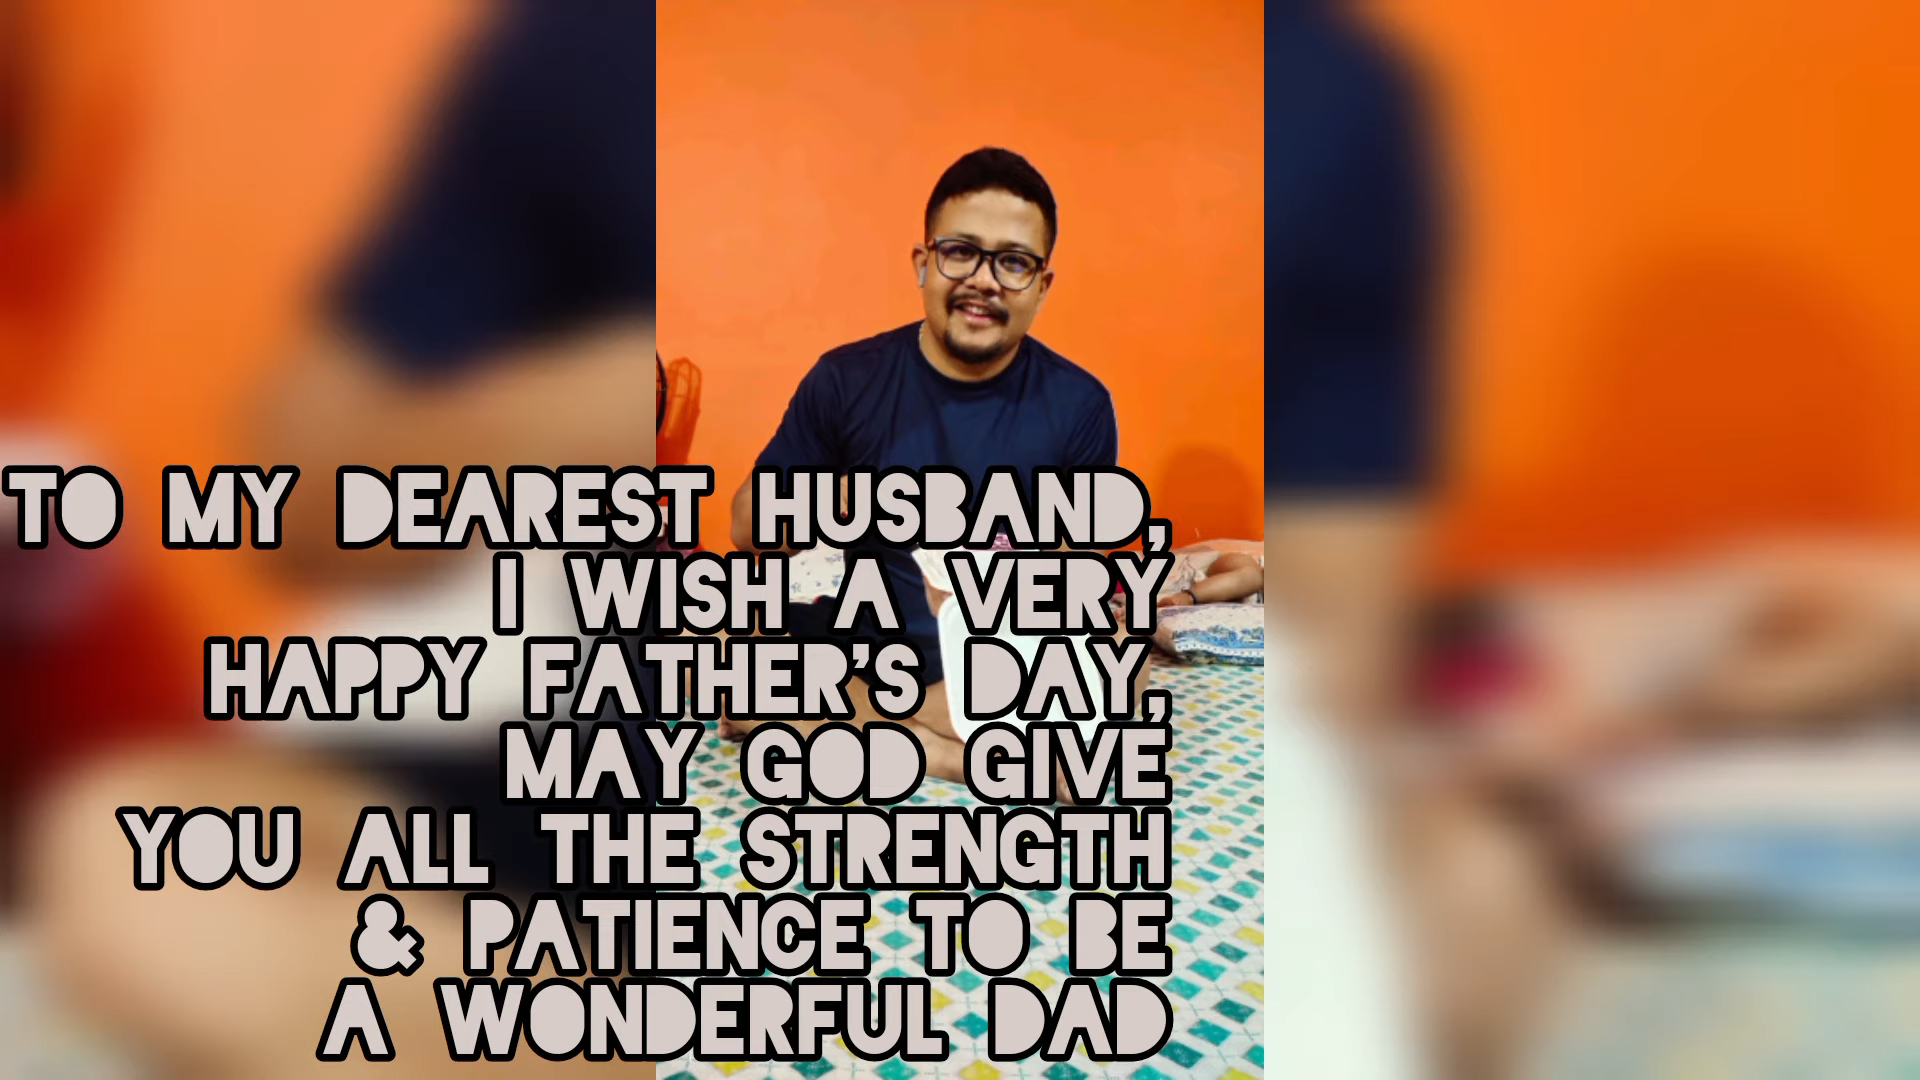 TO MY DEAREST HUSBAND,
I WISH A VERY
HAPPY FATHER'S DAY,
MAY GOD GIVE
YOU ALL THE STRENGTH
& PATIENCE TO BE
A WONDERFUL DAD